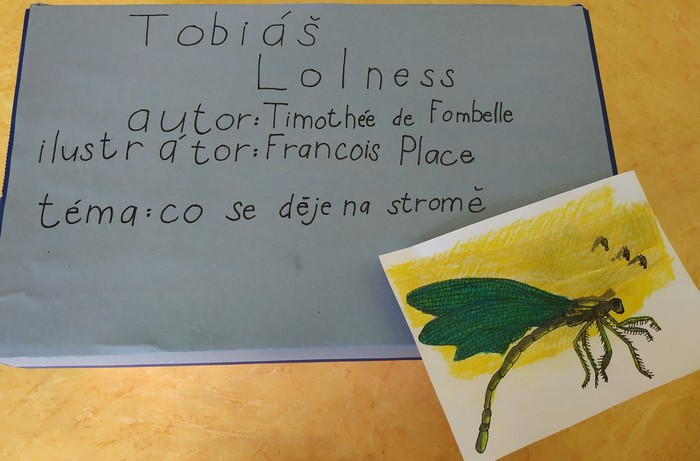 Tobiáš
Lolness
autor: Timothée de Fombelle
ilustrátor: Francois Place
téma: co se děje na stromě